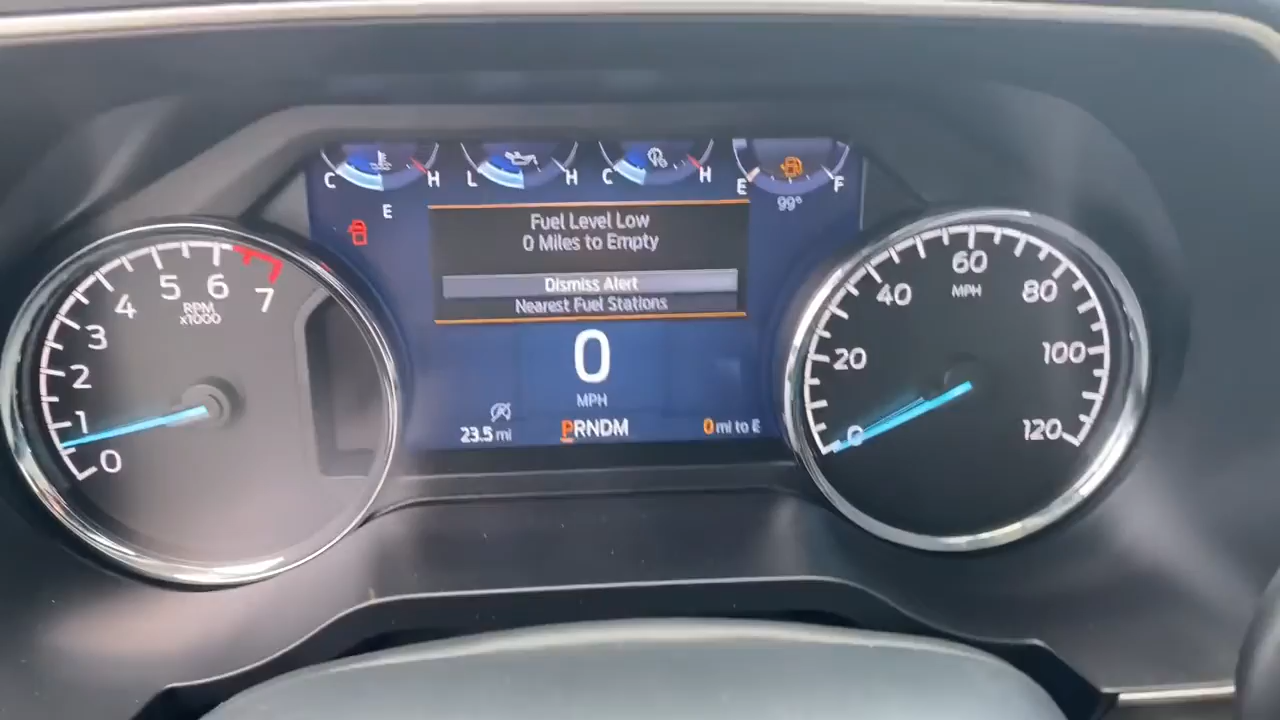 C H L H C H E F
E
99°
Fuel Level Low
0 Miles to Empty
Dismiss Alert
Nearest Fuel Stations
0
MPH
23.5 mi
PRNDM
0 mi to E
0 1 2 3 4 5 6 7
RPM
x1000
0 20 40 60 80 100 120
MPH